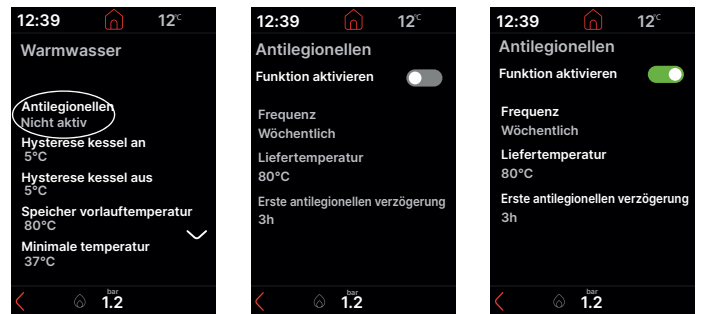 12:39
12°C
Warmwasser
Antilegionellen
Nicht aktiv
Hysterese kessel an
5°C
Hysterese kessel aus
5°C
Speicher vorlauftemperatur
80°C
Minimale temperatur
37°C
bar
1.2
12:39
12°C
Antilegionellen
Funktion aktivieren
Frequenz
Wöchentlich
Liefertemperatur
80°C
Erste antilegionellen verzögerung
3h
bar
1.2
12:39
12°C
Antilegionellen
Funktion aktivieren
Frequenz
Wöchentlich
Liefertemperatur
80°C
Erste antilegionellen verzögerung
3h
bar
1.2